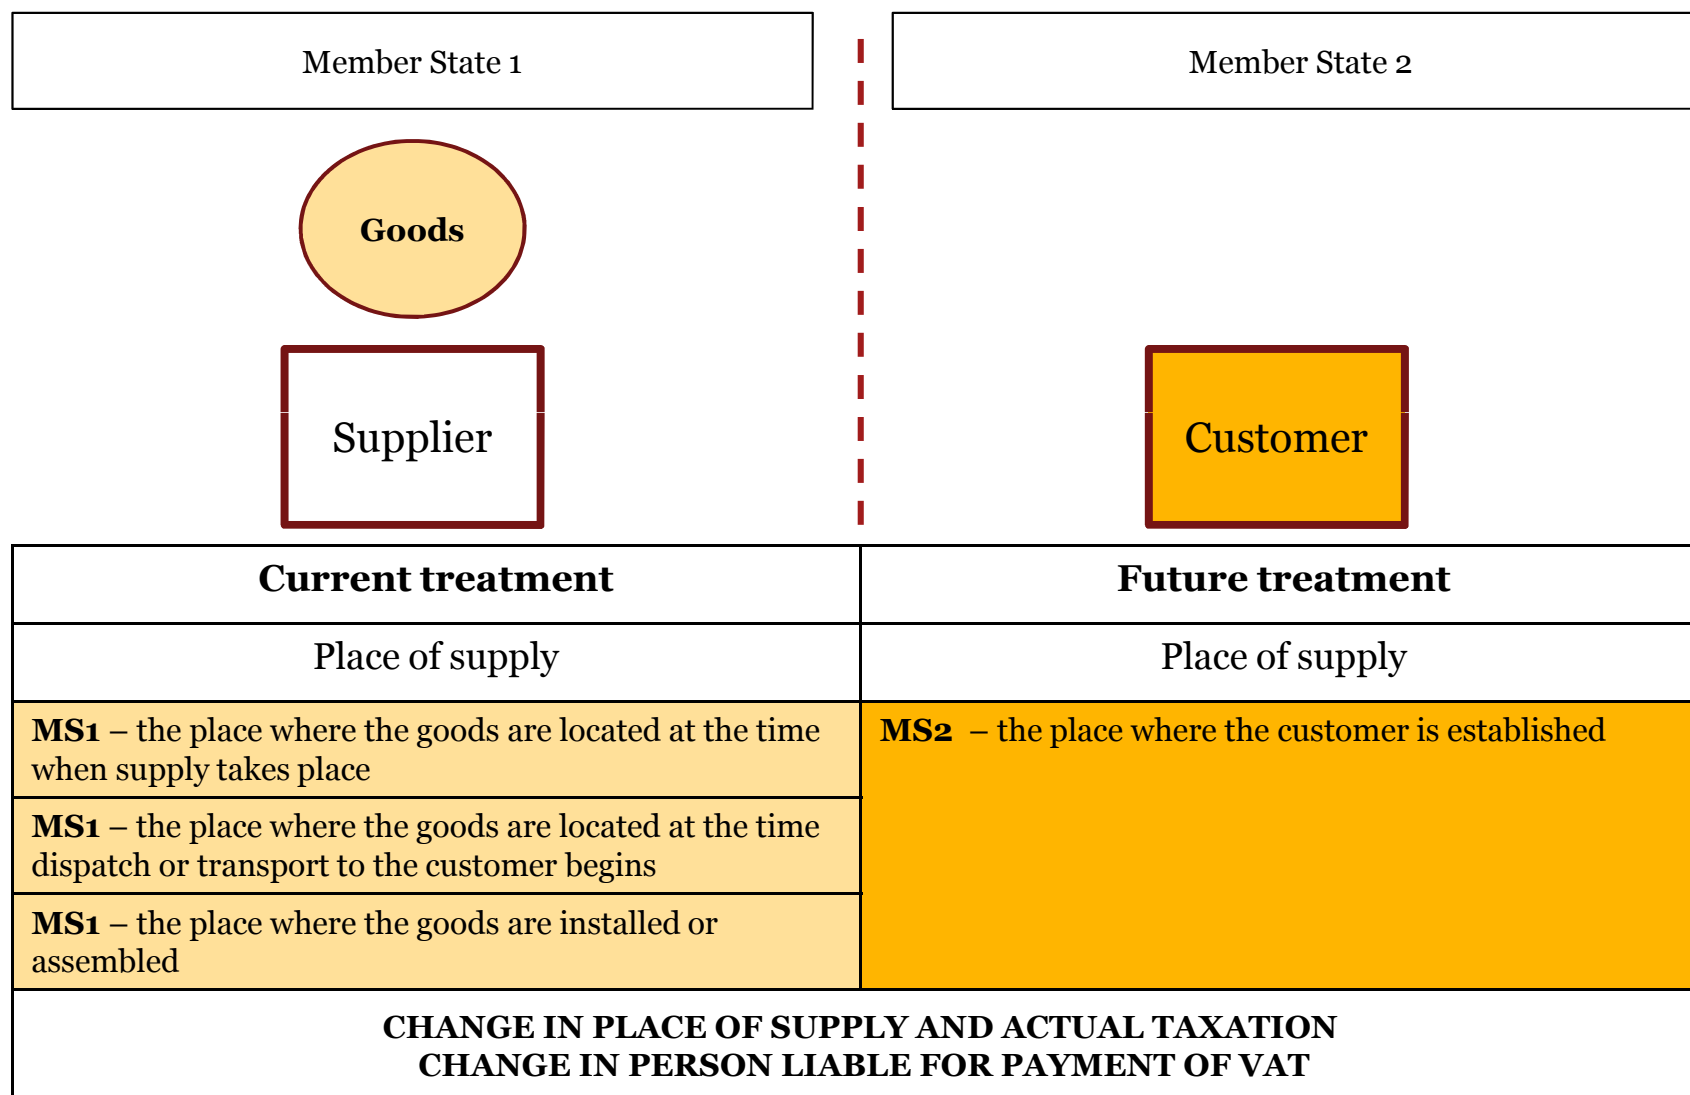 Member State 1
Member State 2
Goods
Supplier
Customer
Current treatment
Future treatment
Place of supply
Place of supply
MS1 – the place where the goods are located at the time
when supply takes place
MS2 – the place where the customer is established
MS1 – the place where the goods are located at the time
dispatch or transport to the customer begins
MS1 – the place where the goods are installed or
assembled
CHANGE IN PLACE OF SUPPLY AND ACTUAL TAXATION
CHANGE IN PERSON LIABLE FOR PAYMENT OF VAT